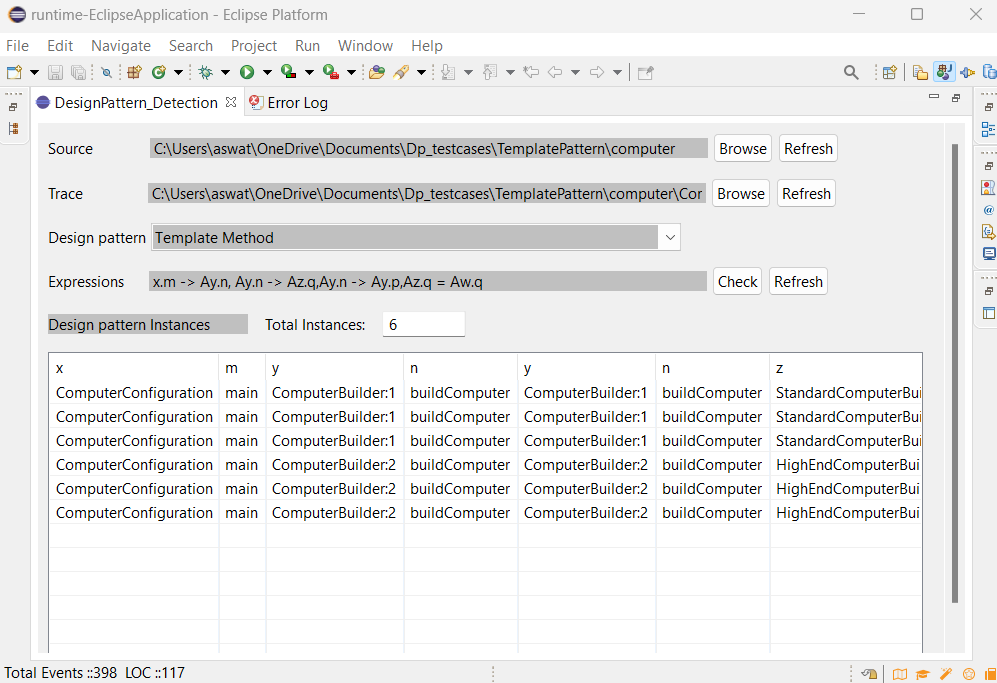 runtime-EclipseApplication - Eclipse Platform
File Edit Navigate Search Project Run Window Help
DesignPattern_Detection Error Log
Source C:\Users\aswat\OneDrive\Documents\Dp_testcases\TemplatePattern\computer Browse Refresh
Trace C:\Users\aswat\OneDrive\Documents\Dp_testcases\TemplatePattern\computer\Cor Browse Refresh
Design pattern Template Method
Expressions x.m -> Ay.n, Ay.n -> Az.q,Ay.n -> Ay.p,Az.q = Aw.q Check Refresh
Design pattern Instances Total Instances: 6
x m y n y n z
ComputerConfiguration main ComputerBuilder:1 buildComputer ComputerBuilder:1 buildComputer StandardComputerBui
ComputerConfiguration main ComputerBuilder:1 buildComputer ComputerBuilder:1 buildComputer StandardComputerBui
ComputerConfiguration main ComputerBuilder:1 buildComputer ComputerBuilder:1 buildComputer StandardComputerBui
ComputerConfiguration main ComputerBuilder:2 buildComputer ComputerBuilder:2 buildComputer HighEndComputerBui
ComputerConfiguration main ComputerBuilder:2 buildComputer ComputerBuilder:2 buildComputer HighEndComputerBui
ComputerConfiguration main ComputerBuilder:2 buildComputer ComputerBuilder:2 buildComputer HighEndComputerBui
Total Events ::398 LOC ::117